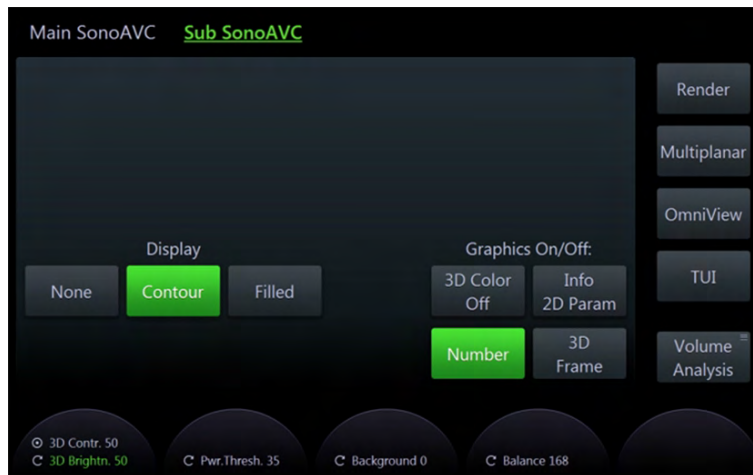 Main SonoAVC Sub SonoAVC
Render
Multiplanar
OmniView
TUI
Volume
Analysis
Display
None Contour Filled
Graphics On/Off:
3D Color
Off
Info
2D Param
Number
3D
Frame
3D Contr. 50
3D Brightn. 50
Pwr.Thresh. 35
Background 0
Balance 168